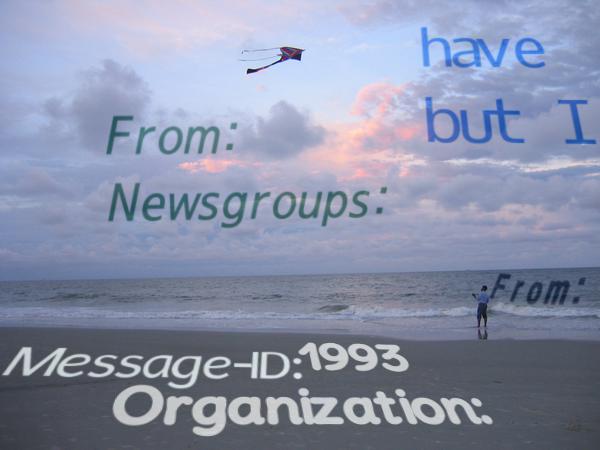 have
but I
From:
Newsgroups:
From:
Message-ID: 1993
Organization: